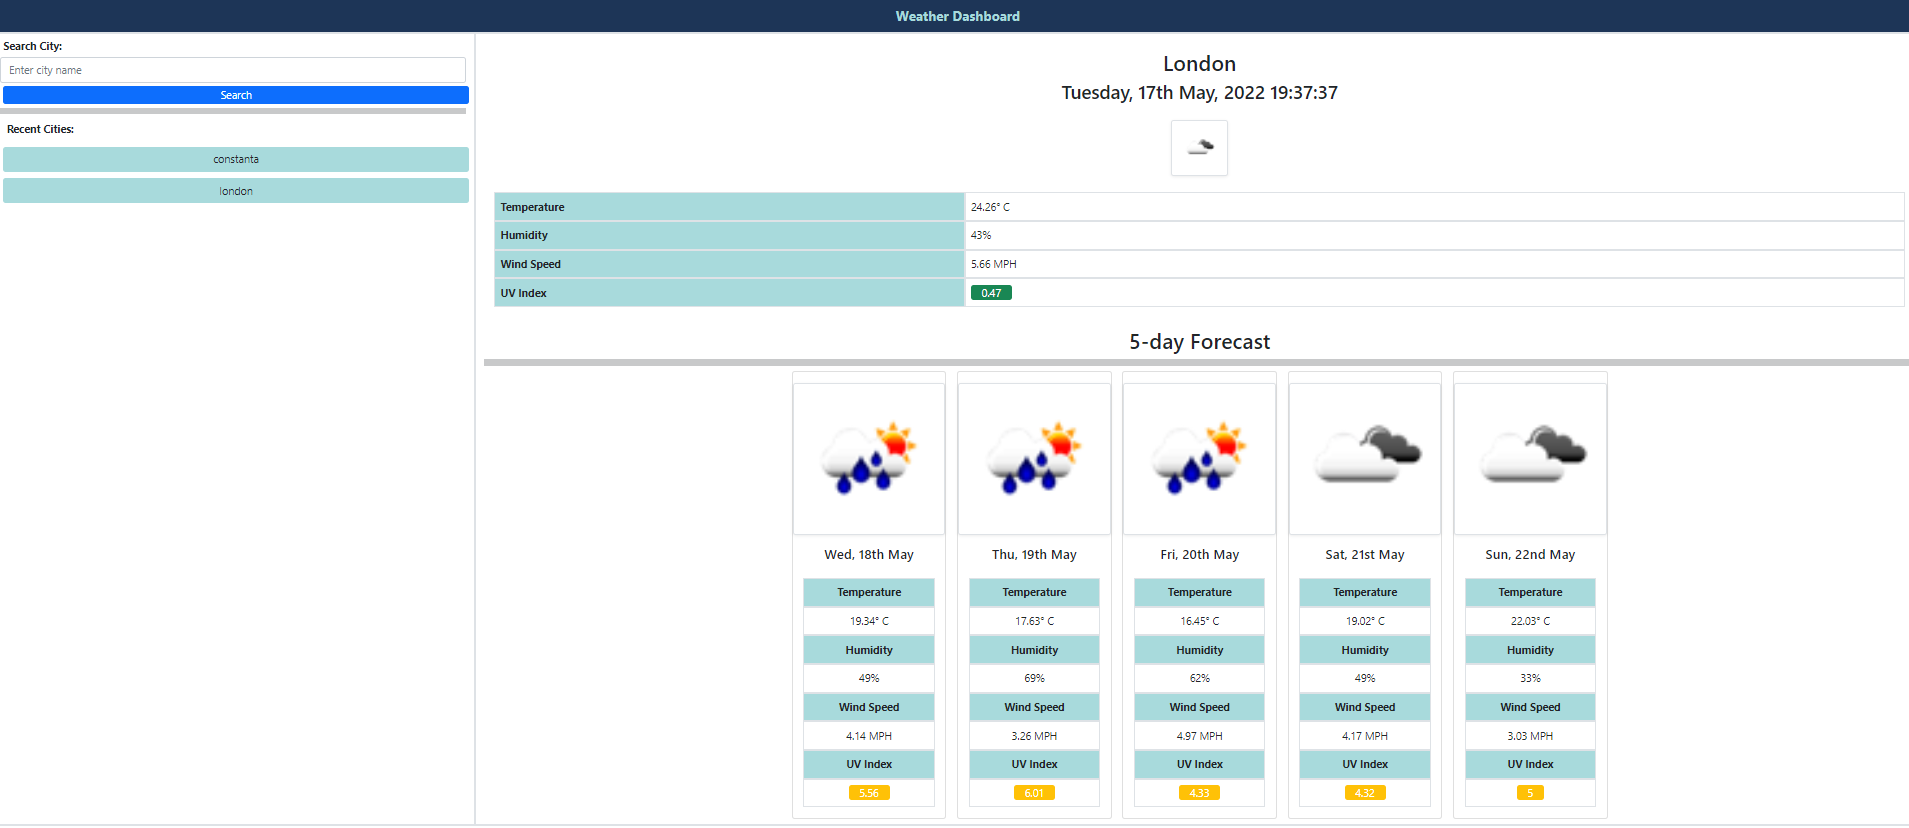 Weather Dashboard
Search City:
Enter city name
Search
Recent Cities:
constanta
london
London
Tuesday, 17th May, 2022 19:37:37
Temperature 24.26° C
Humidity 43%
Wind Speed 5.66 MPH
UV Index 0.47
5-day Forecast
Wed, 18th May
Temperature
19.34° C
Humidity
49%
Wind Speed
4.14 MPH
UV Index
5.56
Thu, 19th May
Temperature
17.63° C
Humidity
69%
Wind Speed
3.26 MPH
UV Index
6.01
Fri, 20th May
Temperature
16.45° C
Humidity
62%
Wind Speed
4.97 MPH
UV Index
4.33
Sat, 21st May
Temperature
19.02° C
Humidity
49%
Wind Speed
4.17 MPH
UV Index
4.32
Sun, 22nd May
Temperature
22.03° C
Humidity
33%
Wind Speed
3.03 MPH
UV Index
5